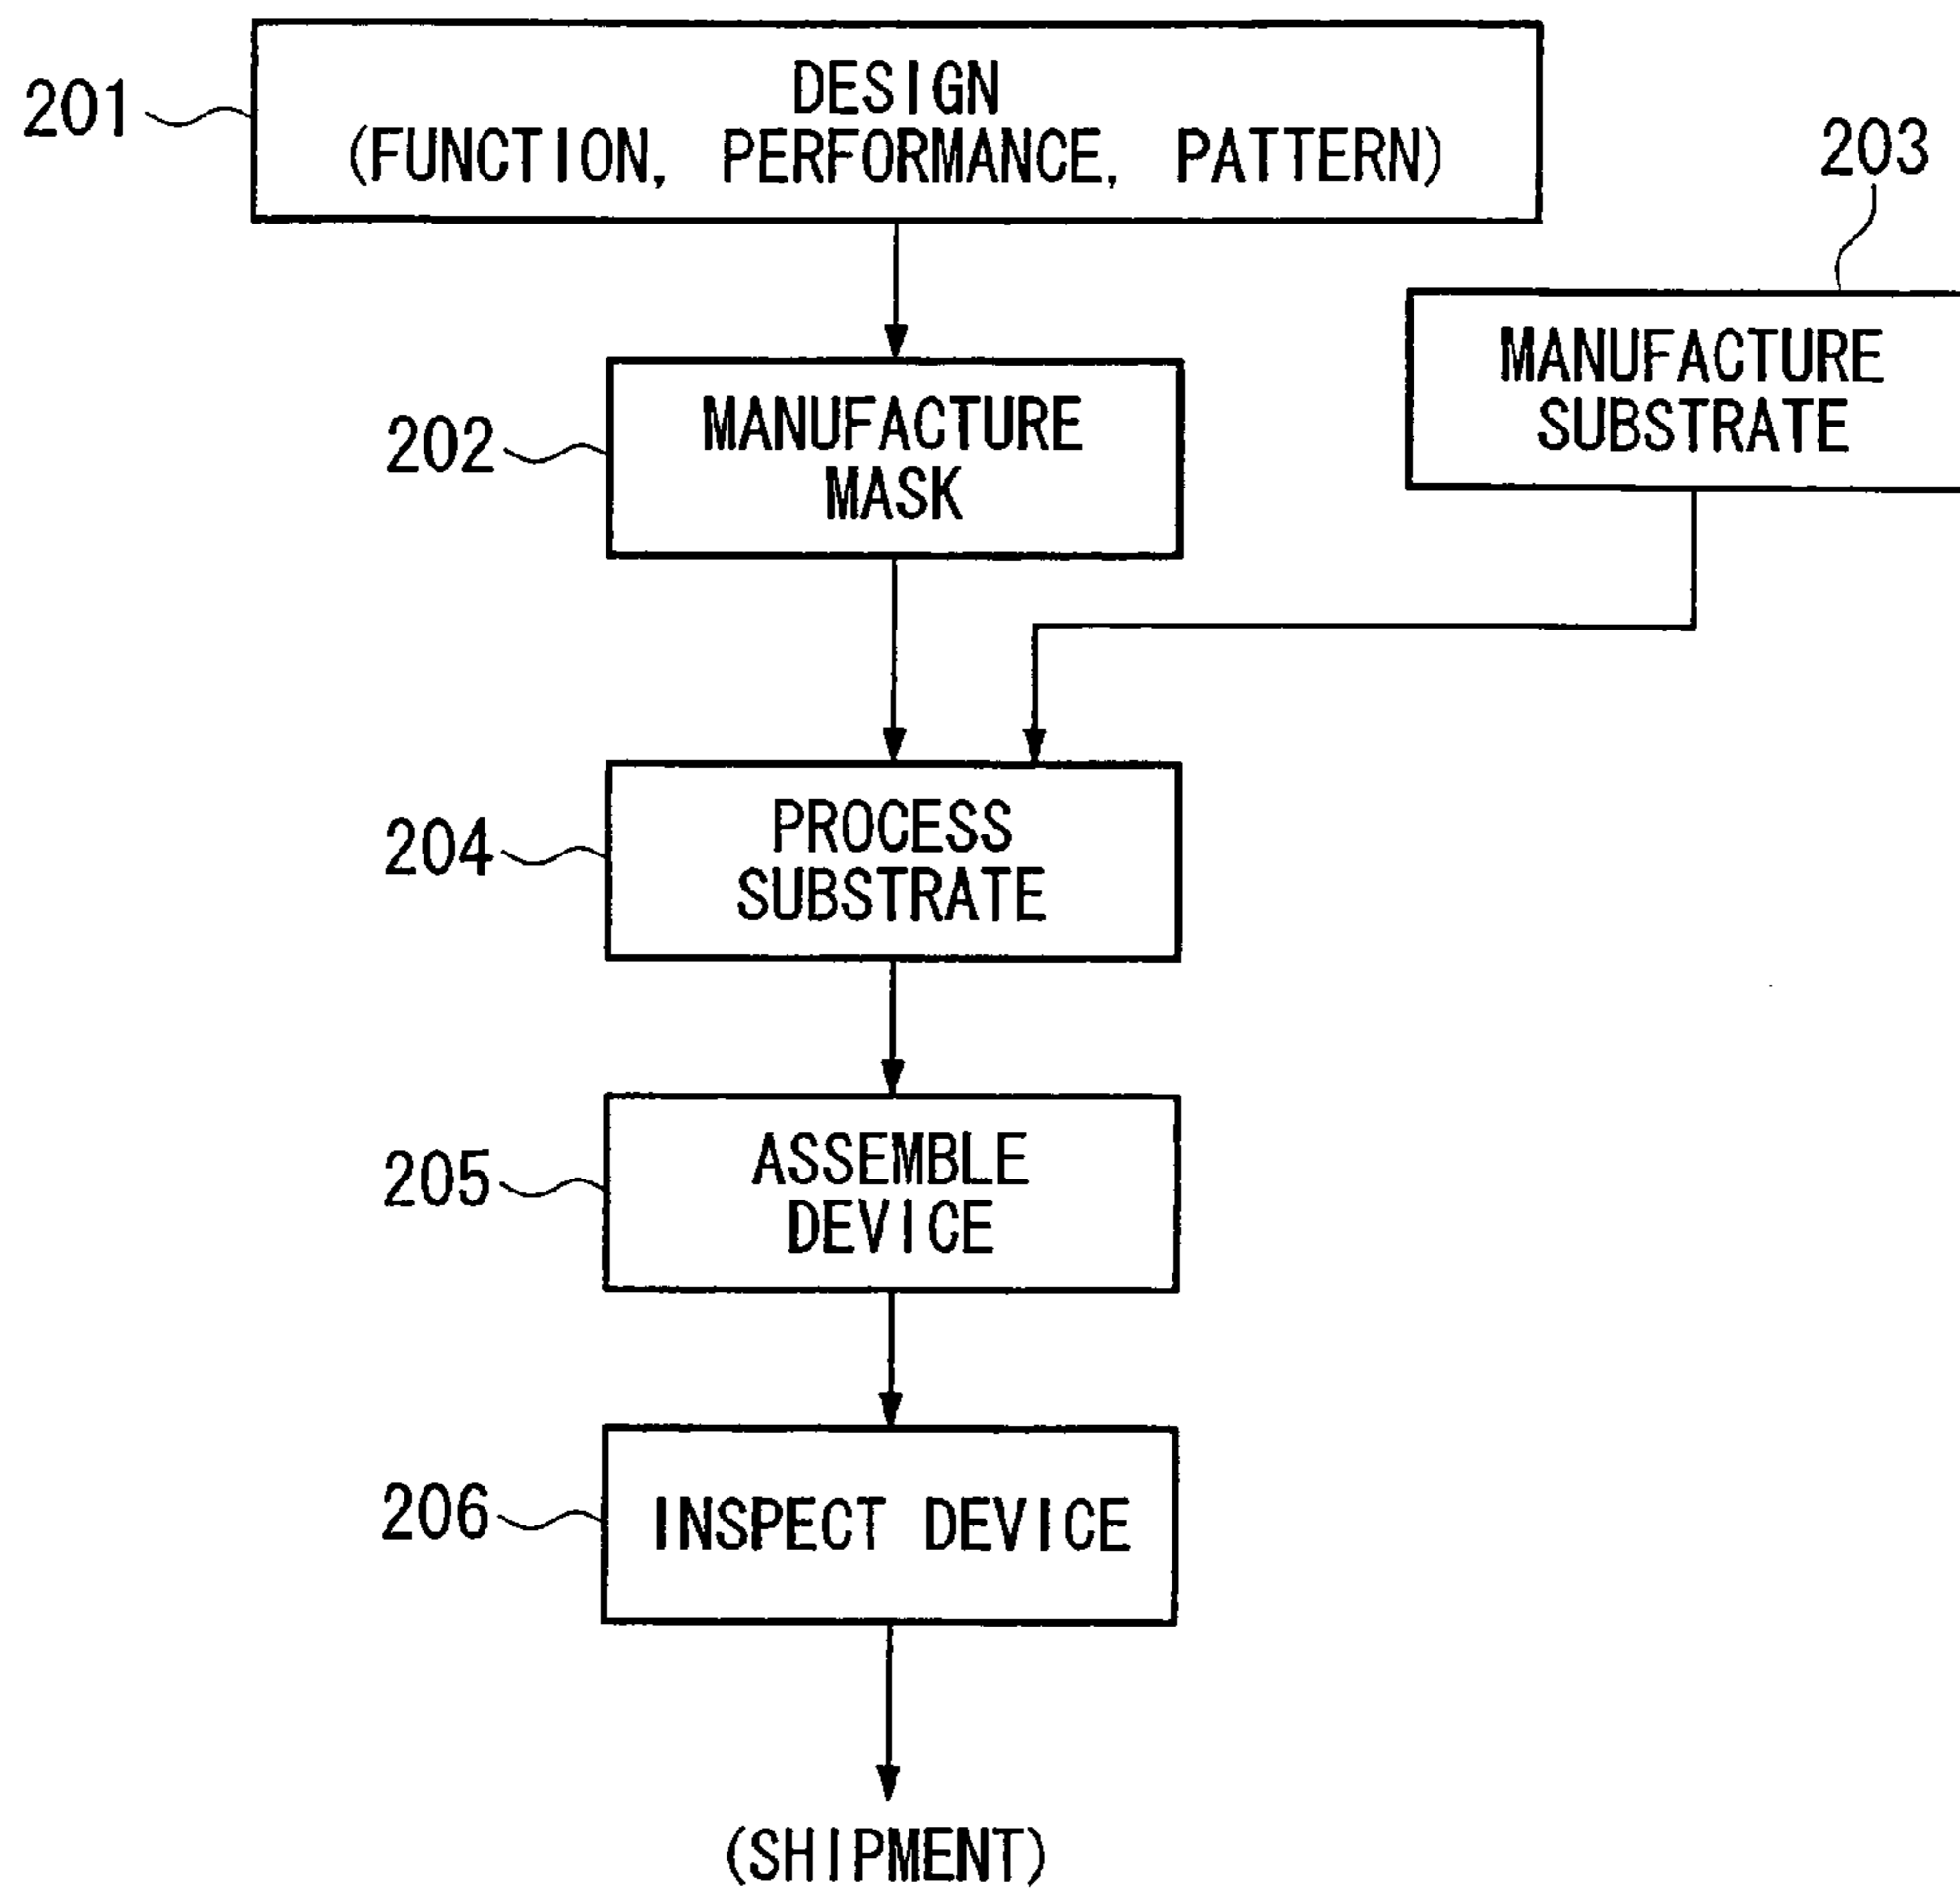 201
DESIGN
(FUNCTION, PERFORMANCE, PATTERN)
203
MANUFACTURE
SUBSTRATE
202
MANUFACTURE
MASK
204
PROCESS
SUBSTRATE
205
ASSEMBLE
DEVICE
206
INSPECT DEVICE
(SHIPMENT)